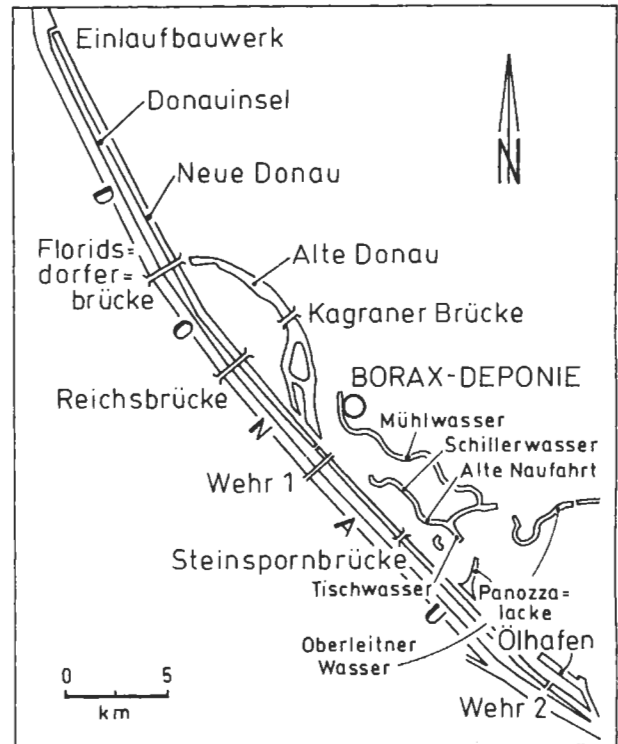 Einlaufbauwerk
Donauinsel
Neue Donau
N
D
O
N
A
U
Florids=
dorfer=
brücke
Alte Donau
Kagraner Brücke
Reichsbrücke
BORAX-DEPONIE
Mühlwasser
Schillerwasser
Alte Naufahrt
Wehr 1
Steinspornbrücke
Tischwasser
Panozza=
lacke
Oberleitner
Wasser
Ölhafen
Wehr 2
0 5
km